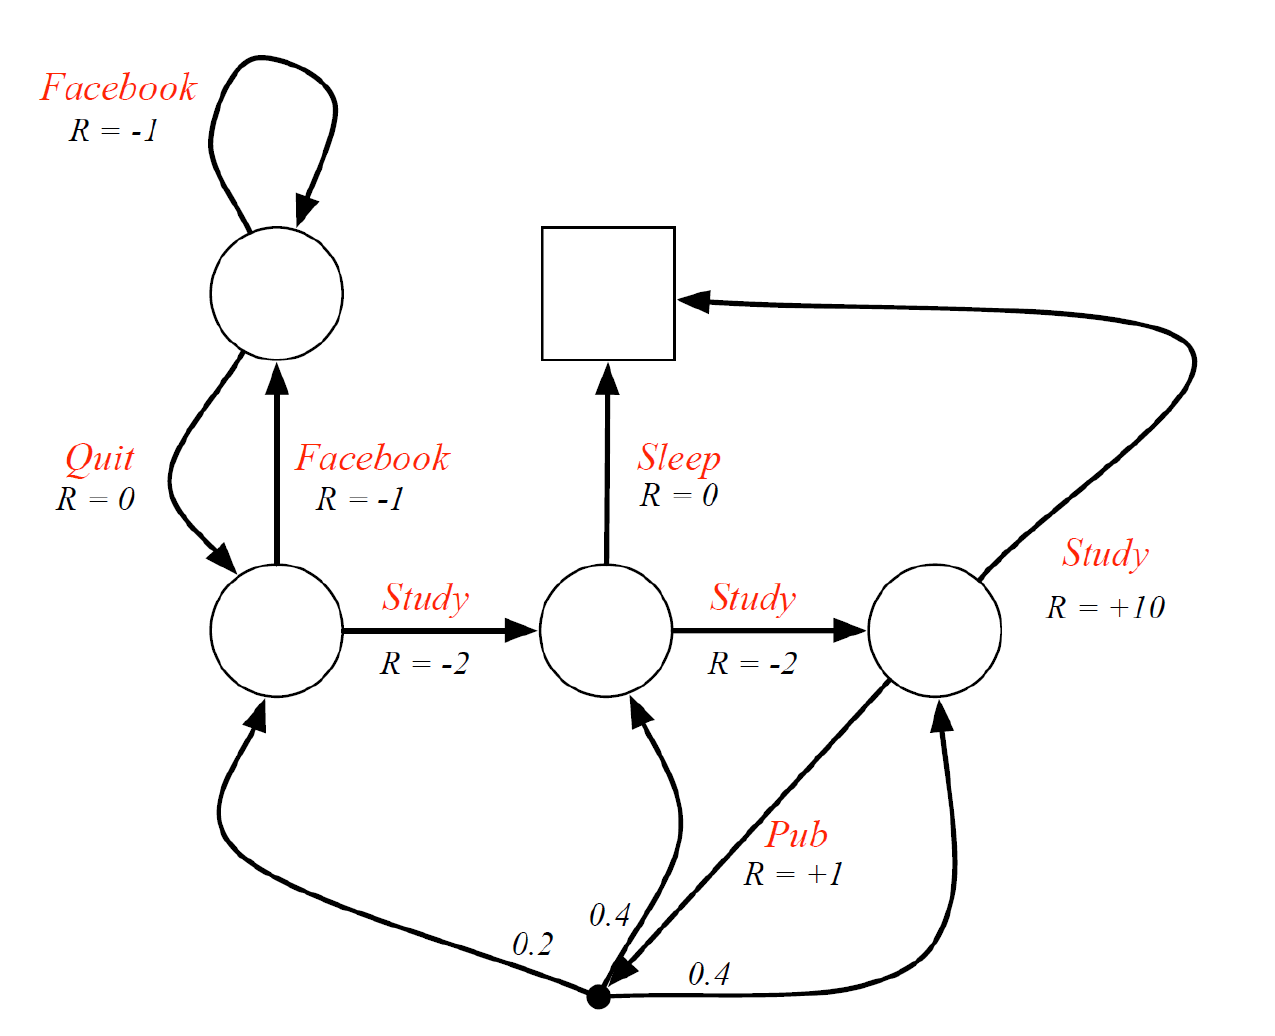 Facebook
R = -1
Quit
R = 0
Facebook
R = -1
Sleep
R = 0
Study
R = +10
Study
R = -2
Study
R = -2
Pub
R = +1
0.4
0.2
0.4